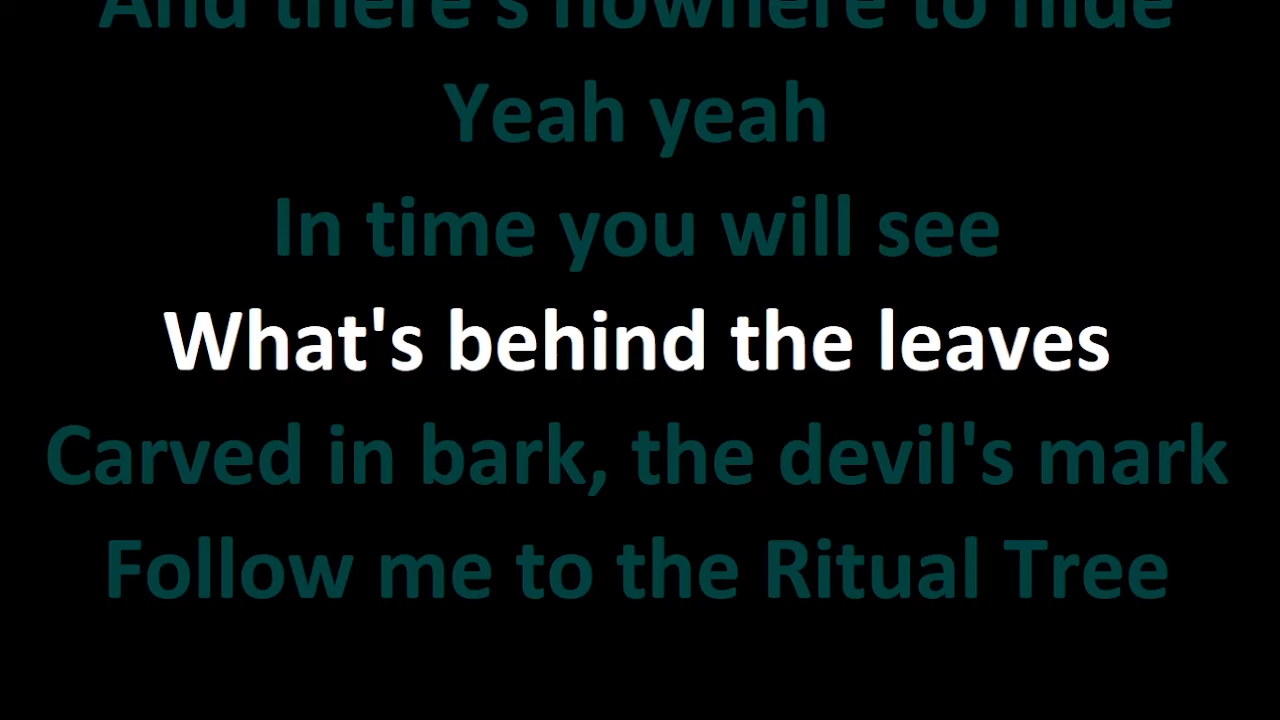 And there's nowhere to hide
Yeah yeah
In time you will see
What's behind the leaves
Carved in bark, the devil's mark
Follow me to the Ritual Tree